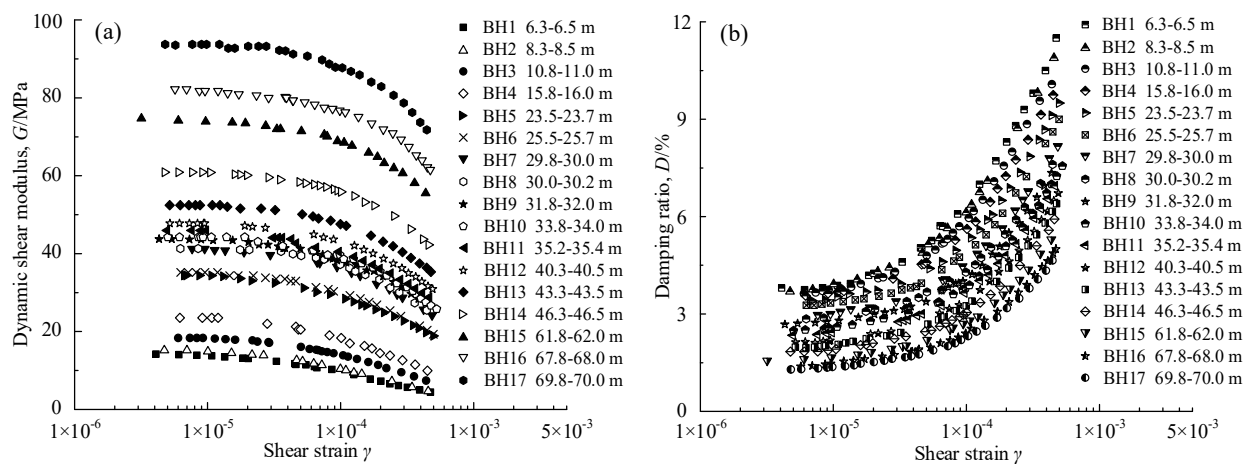 (a)
Dynamic shear modulus, G/MPa
100
80
60
40
20
0
1×10⁻⁶
1×10⁻⁵
1×10⁻⁴
1×10⁻³
5×10⁻³
Shear strain γ
BH1 6.3-6.5 m
BH2 8.3-8.5 m
BH3 10.8-11.0 m
BH4 15.8-16.0 m
BH5 23.5-23.7 m
BH6 25.5-25.7 m
BH7 29.8-30.0 m
BH8 30.0-30.2 m
BH9 31.8-32.0 m
BH10 33.8-34.0 m
BH11 35.2-35.4 m
BH12 40.3-40.5 m
BH13 43.3-43.5 m
BH14 46.3-46.5 m
BH15 61.8-62.0 m
BH16 67.8-68.0 m
BH17 69.8-70.0 m
(b)
Damping ratio, D/%
12
9
6
3
0
1×10⁻⁶
1×10⁻⁵
1×10⁻⁴
1×10⁻³
5×10⁻³
Shear strain γ
BH1 6.3-6.5 m
BH2 8.3-8.5 m
BH3 10.8-11.0 m
BH4 15.8-16.0 m
BH5 23.5-23.7 m
BH6 25.5-25.7 m
BH7 29.8-30.0 m
BH8 30.0-30.2 m
BH9 31.8-32.0 m
BH10 33.8-34.0 m
BH11 35.2-35.4 m
BH12 40.3-40.5 m
BH13 43.3-43.5 m
BH14 46.3-46.5 m
BH15 61.8-62.0 m
BH16 67.8-68.0 m
BH17 69.8-70.0 m